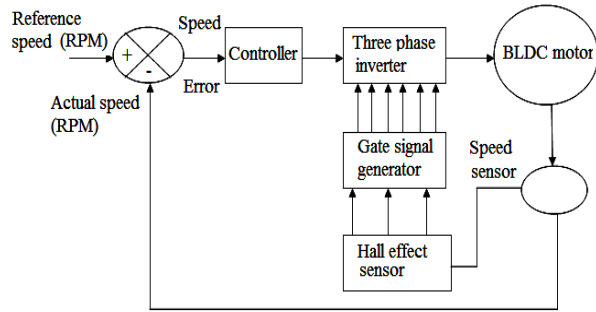 Reference
speed (RPM)
Speed
+
-
Error
Actual speed
(RPM)
Controller
Three phase
inverter
BLDC motor
Gate signal
generator
Speed
sensor
Hall effect
sensor